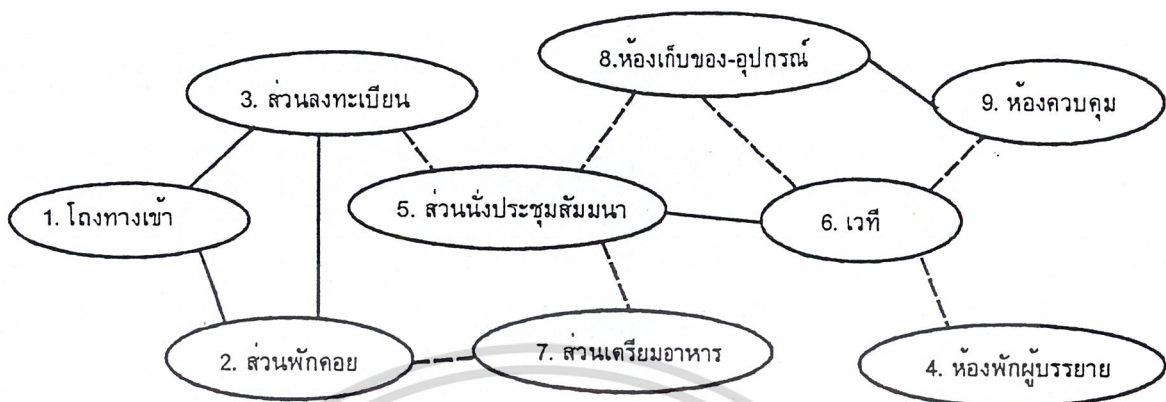 8.ห้องเก็บของ-อุปกรณ์
3. ส่วนลงทะเบียน
9. ห้องควบคุม
1. โถงทางเข้า
5. ส่วนนั่งประชุมสัมมนา
6. เวที
2. ส่วนพักคอย
7. ส่วนเตรียมอาหาร
4. ห้องพักผู้บรรยาย